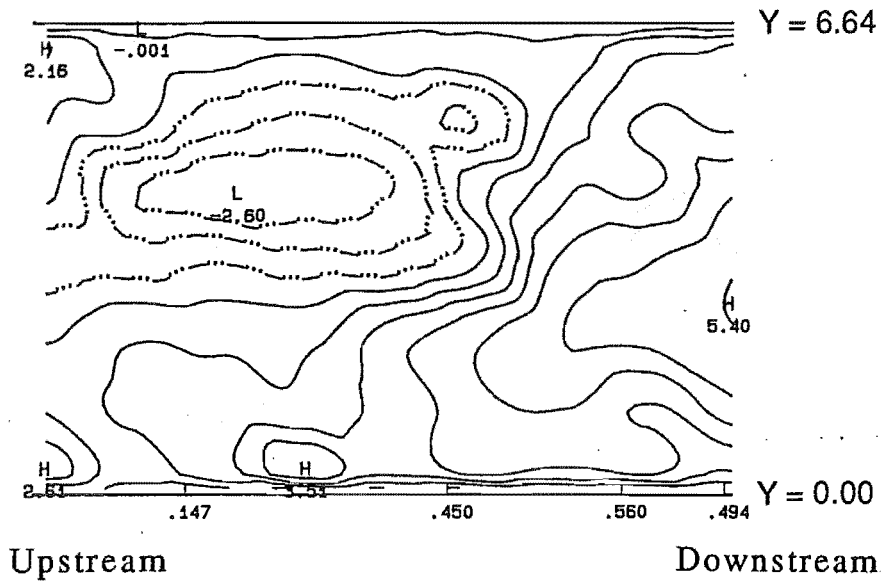 Y = 6.64
H
2.16
L
-.001
L
-2.60
H
5.40
H
2.61
H
3.51
Y = 0.00
.147
.450
.560
.494
Upstream
Downstream